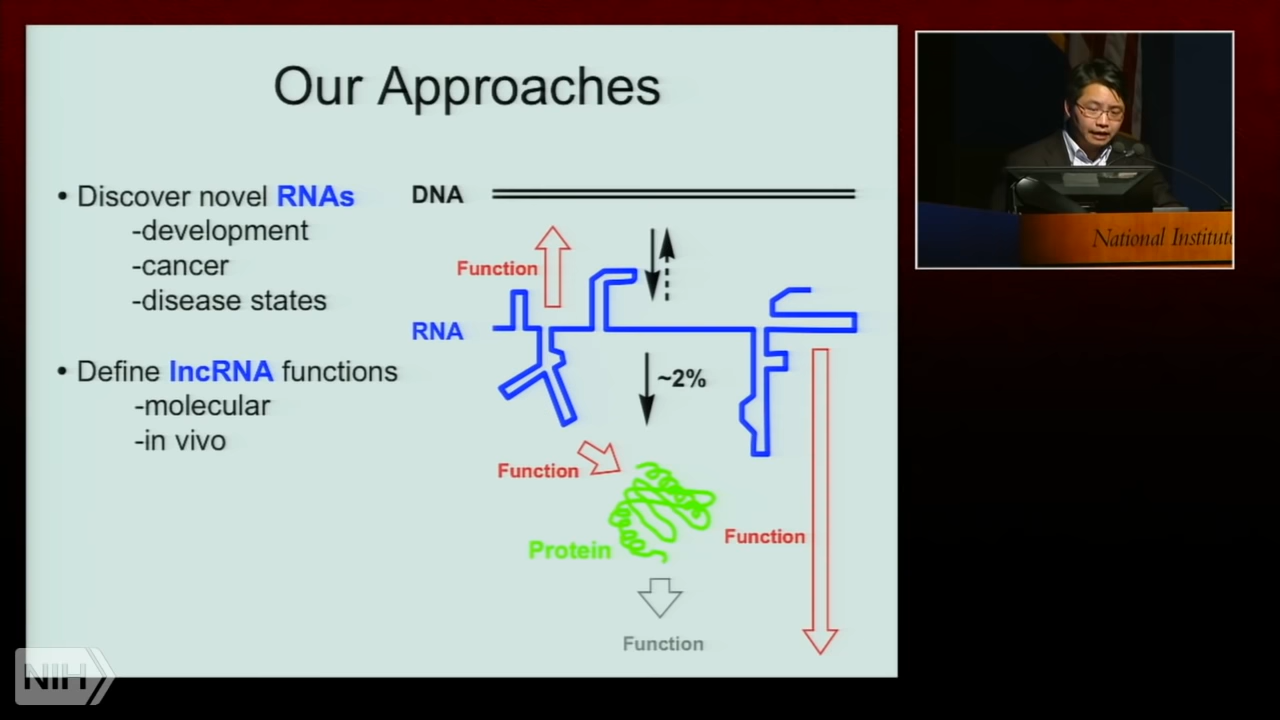 Our Approaches
• Discover novel RNAs
-development
-cancer
-disease states
• Define lncRNA functions
-molecular
-in vivo
DNA
Function
RNA
~2%
Function
Protein
Function
Function
National Institute
NIH